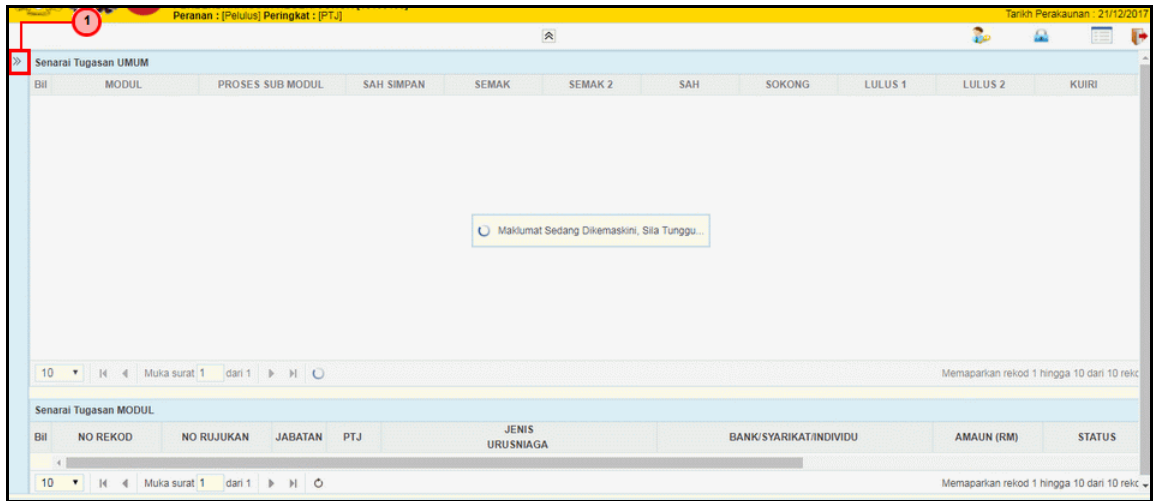 Peranan : [Pelulus] Peringkat : [PTJ]
Tarikh Perakaunan : 21/12/2017
1
Senarai Tugasan UMUM
Bil MODUL PROSES SUB MODUL SAH SIMPAN SEMAK SEMAK 2 SAH SOKONG LULUS 1 LULUS 2 KUIRI
Maklumat Sedang Dikemaskini, Sila Tunggu...
10 Muka surat 1 dari 1 Memaparkan rekod 1 hingga 10 dari 10 reko
Senarai Tugasan MODUL
Bil NO REKOD NO RUJUKAN JABATAN PTJ JENIS URUSNIAGA BANK/SYARIKAT/INDIVIDU AMAUN (RM) STATUS
10 Muka surat 1 dari 1 Memaparkan rekod 1 hingga 10 dari 10 reko